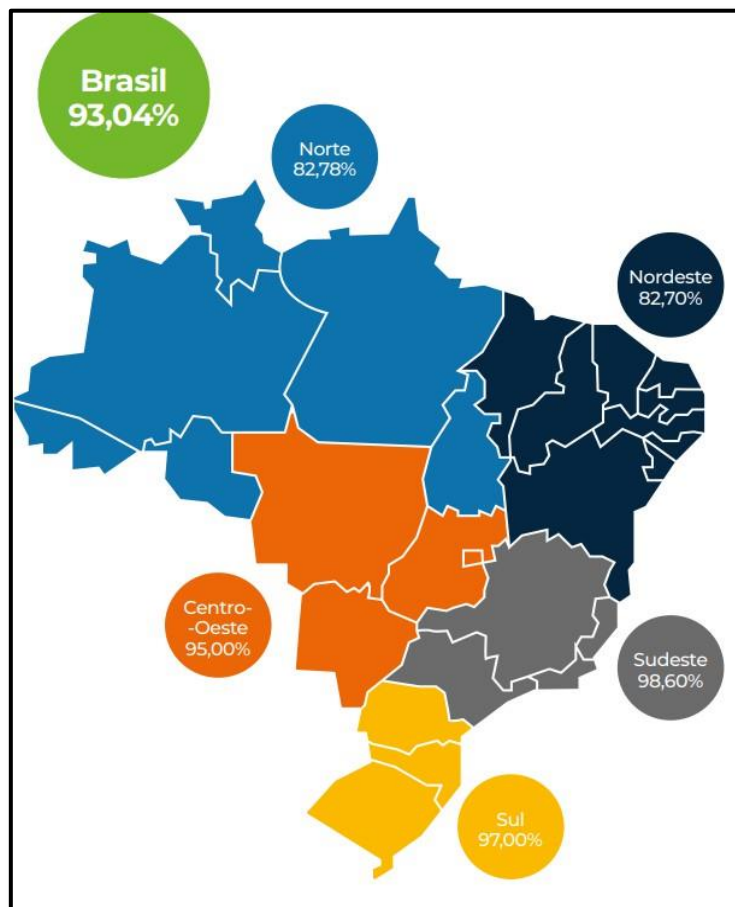 Brasil
93,04%
Norte
82,78%
Nordeste
82,70%
Centro-
-Oeste
95,00%
Sudeste
98,60%
Sul
97,00%